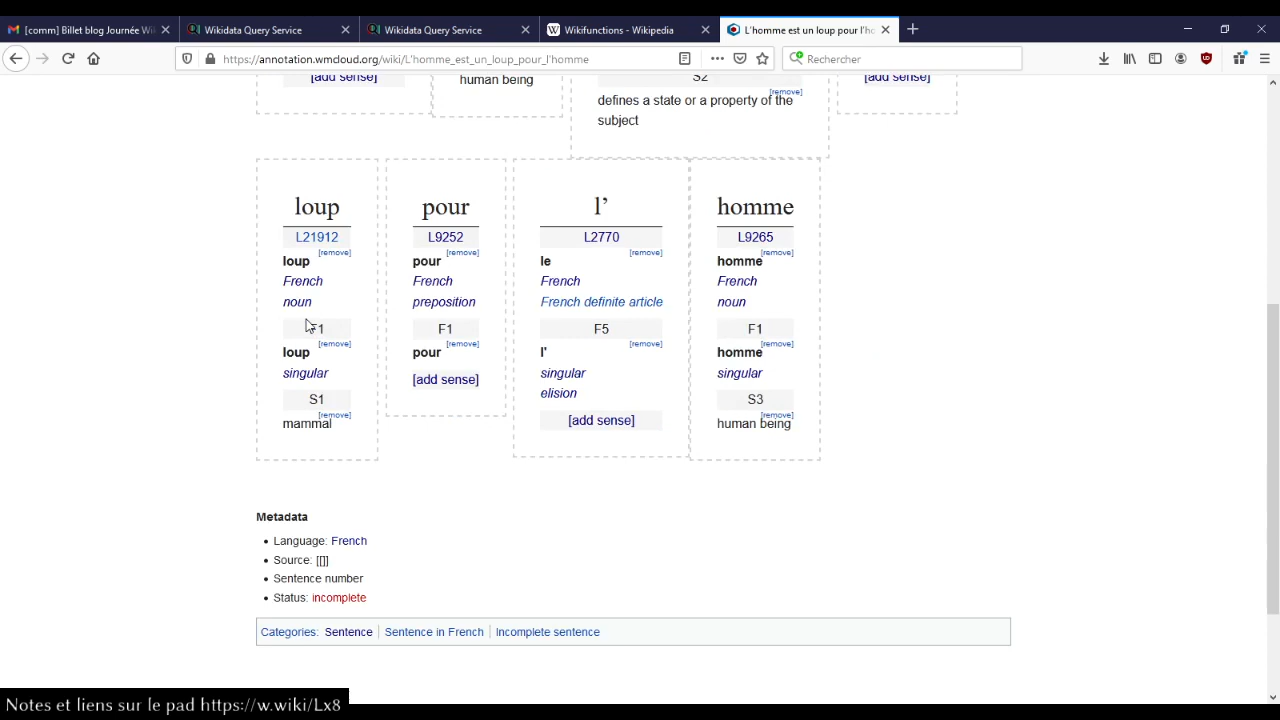 [comm] Billet blog Journée Wi
Wikidata Query Service
Wikidata Query Service
Wikifunctions - Wikipedia
L'homme est un loup pour l'ho
https://annotation.wmcloud.org/wiki/L'homme_est_un_loup_pour_l'homme
Rechercher
[add sense]
human being
S2
[add sense]
[remove]
defines a state or a property of the
subject
loup
L21912
[remove]
loup
French
noun
F1
[remove]
loup
singular
S1
[remove]
mammal
pour
L9252
[remove]
pour
French
preposition
F1
[remove]
pour
[add sense]
l’
L2770
[remove]
le
French
French definite article
F5
[remove]
l'
singular
elision
[add sense]
homme
L9265
[remove]
homme
French
noun
F1
[remove]
homme
singular
S3
[remove]
human being
Metadata
• Language: French
• Source: [[]]
• Sentence number
• Status: incomplete
Categories: Sentence | Sentence in French | Incomplete sentence
Notes et liens sur le pad https://w.wiki/Lx8